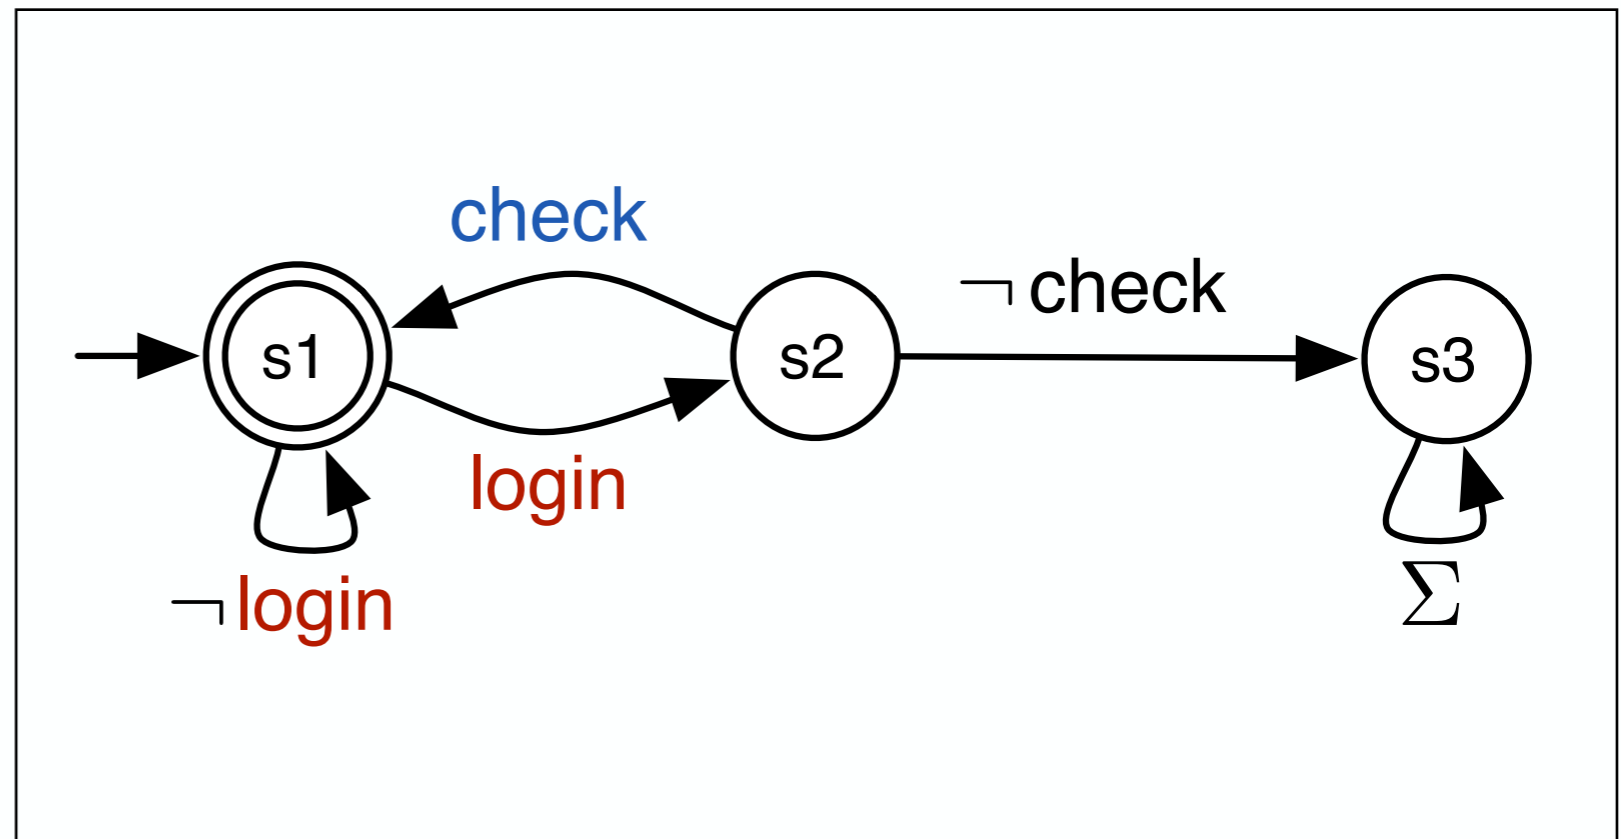 check
¬ check
s1
s2
s3
login
¬ login
Σ